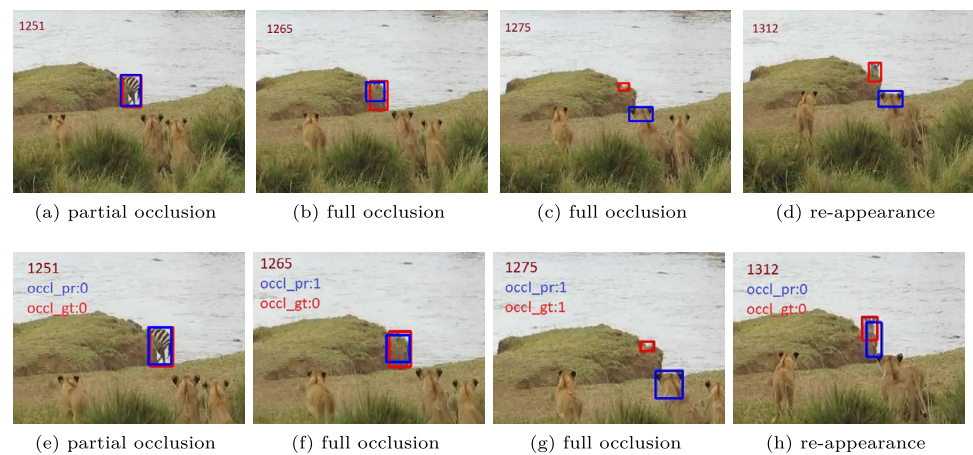 1251
1265
1275
1312
(a) partial occlusion
(b) full occlusion
(c) full occlusion
(d) re-appearance
1251
occl_pr:0
occl_gt:0
1265
occl_pr:1
occl_gt:0
1275
occl_pr:1
occl_gt:1
1312
occl_pr:0
occl_gt:0
(e) partial occlusion
(f) full occlusion
(g) full occlusion
(h) re-appearance